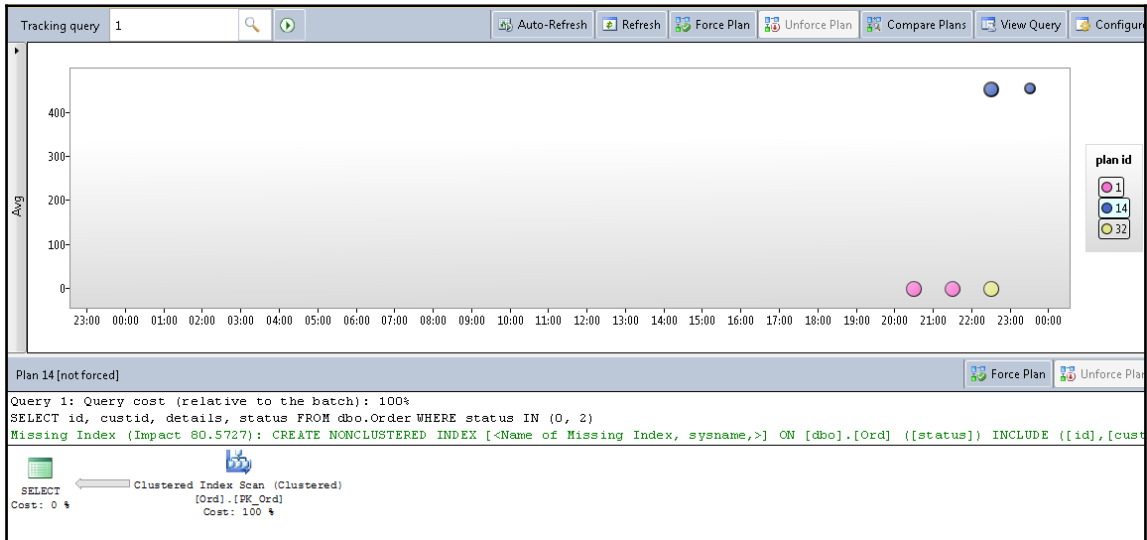 Tracking query 1 Auto-Refresh Refresh Force Plan Unforce Plan Compare Plans View Query Configure
400
300
200
100
0
Avg
23:00 00:00 01:00 02:00 03:00 04:00 05:00 06:00 07:00 08:00 09:00 10:00 11:00 12:00 13:00 14:00 15:00 16:00 17:00 18:00 19:00 20:00 21:00 22:00 23:00 00:00
plan id
1
14
32
Plan 14 [not forced] Force Plan Unforce Plan
Query 1: Query cost (relative to the batch): 100%
SELECT id, custid, details, status FROM dbo.Order WHERE status IN (0, 2)
Missing Index (Impact 80.5727): CREATE NONCLUSTERED INDEX [<Name of Missing Index, sysname,>] ON [dbo].[Ord] ([status]) INCLUDE ([id],[cust
SELECT
Cost: 0 %
Clustered Index Scan (Clustered)
[Ord].[PK_Ord]
Cost: 100 %